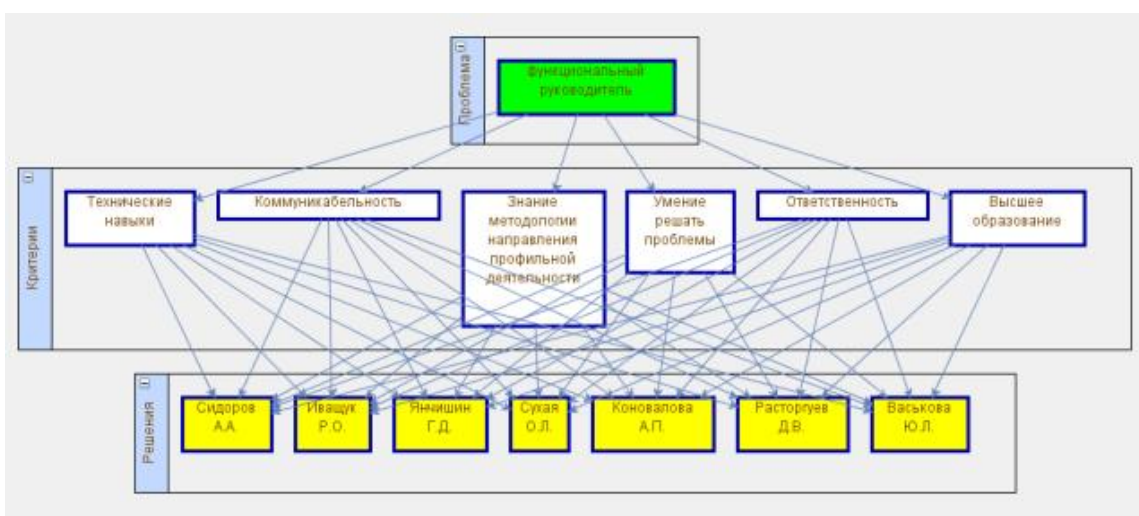 Проблема
функциональный
руководитель
Критерии
Технические
навыки
Коммуникабельность
Знание
методологии
направления
профильной
деятельности
Умение
решать
проблемы
Ответственность
Высшее
образование
Решения
Сидоров
А.А.
Иващук
Р.О.
Янчишин
Г.Д.
Сухая
О.Л.
Коновалова
А.П.
Расторгуев
Д.В.
Васькова
Ю.Л.